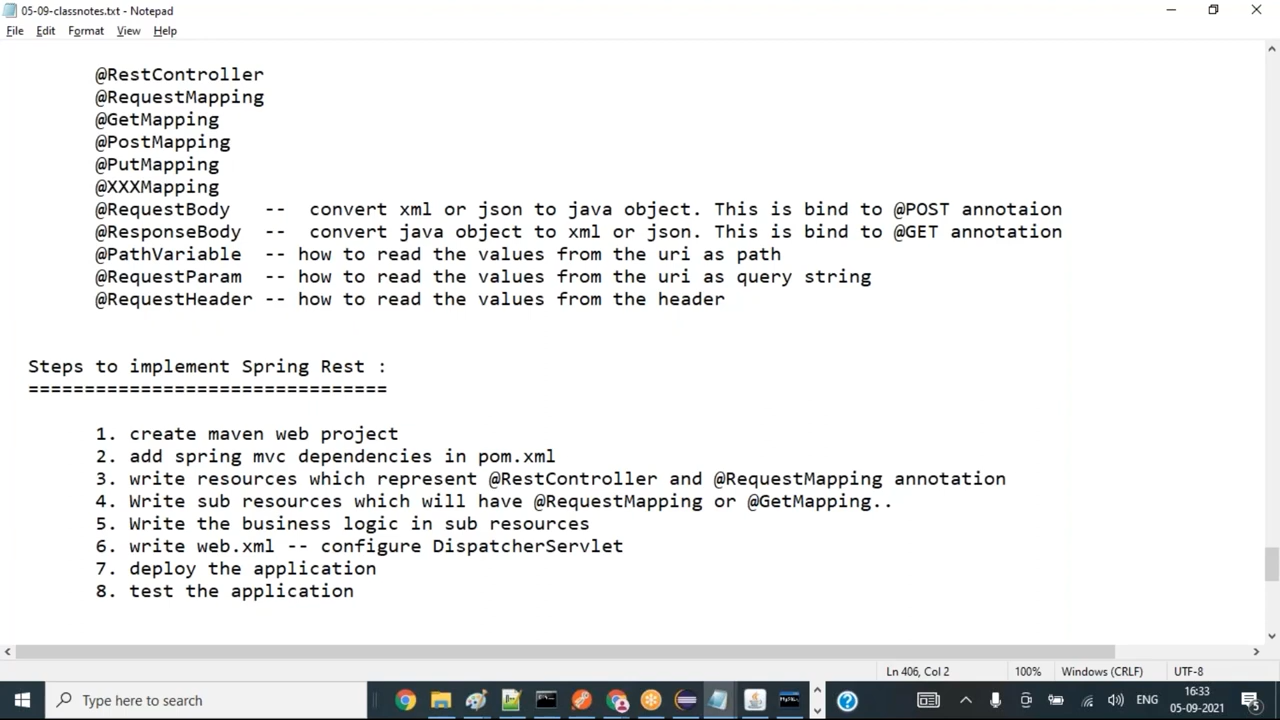 05-09-classnotes.txt - Notepad
File Edit Format View Help
@RestController
@RequestMapping
@GetMapping
@PostMapping
@PutMapping
@XXXMapping
@RequestBody -- convert xml or json to java object. This is bind to @POST annotaion
@ResponseBody -- convert java object to xml or json. This is bind to @GET annotation
@PathVariable -- how to read the values from the uri as path
@RequestParam -- how to read the values from the uri as query string
@RequestHeader -- how to read the values from the header
Steps to implement Spring Rest :
================================
1. create maven web project
2. add spring mvc dependencies in pom.xml
3. write resources which represent @RestController and @RequestMapping annotation
4. Write sub resources which will have @RequestMapping or @GetMapping..
5. Write the business logic in sub resources
6. write web.xml -- configure DispatcherServlet
7. deploy the application
8. test the application
Ln 406, Col 2 100% Windows (CRLF) UTF-8
Type here to search
ENG
16:33
05-09-2021
5